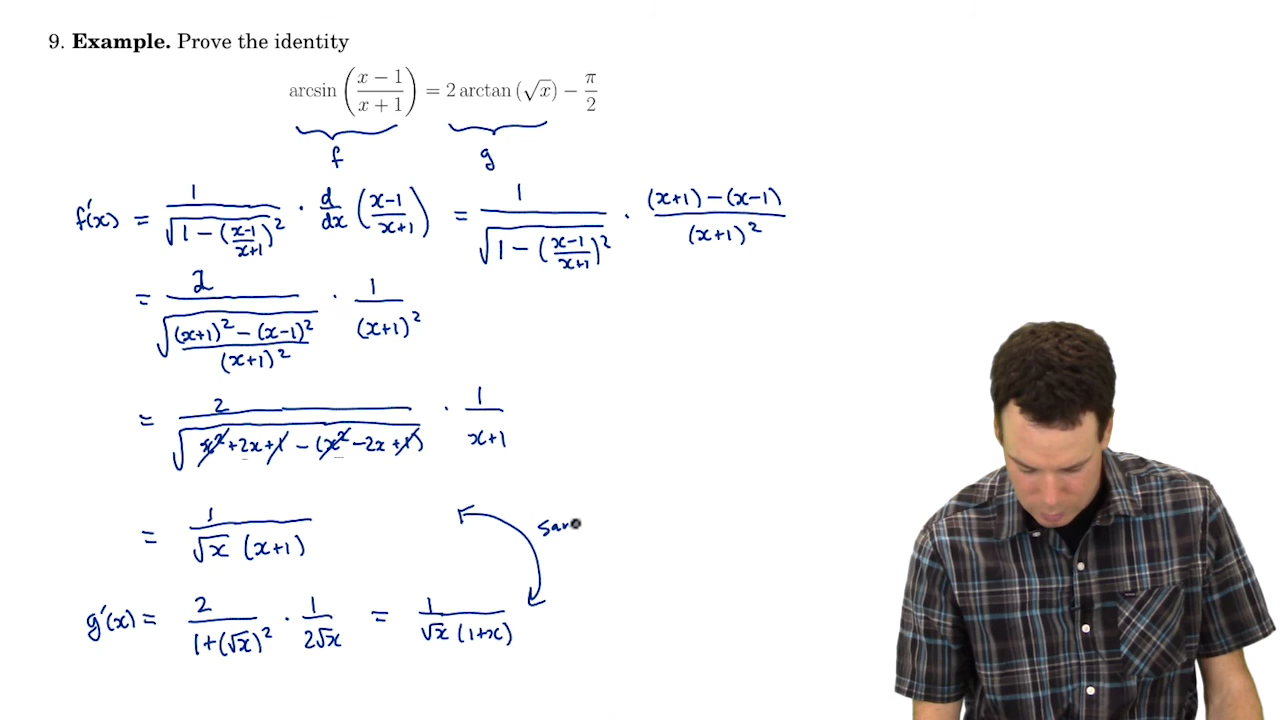 9. Example. Prove the identity
arcsin ( (x − 1)/(x + 1) ) = 2 arctan (√x) − π/2
f g
f'(x) = 1/√(1 − ((x-1)/(x+1))²) · d/dx ((x-1)/(x+1)) = 1/√(1 − ((x-1)/(x+1))²) · ((x+1) − (x-1))/(x+1)²
= 2/√(((x+1)² − (x-1)²)/(x+1)²) · 1/(x+1)²
= 2/√(x² + 2x + 1 − (x² − 2x + 1)) · 1/(x+1)
= 1/(√x (x+1))
g'(x) = 2/(1+(√x)²) · 1/(2√x) = 1/(√x (1+x))